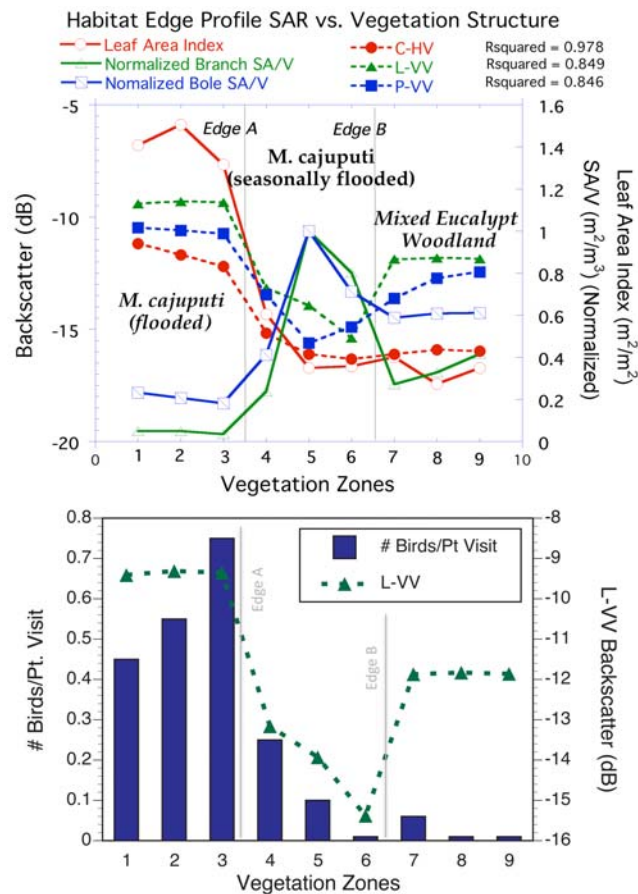 Habitat Edge Profile SAR vs. Vegetation Structure
Leaf Area Index
Normalized Branch SA/V
Nomalized Bole SA/V
C-HV Rsquared = 0.978
L-VV Rsquared = 0.849
P-VV Rsquared = 0.846
-5
-10
-15
-20
Backscatter (dB)
Edge A
Edge B
M. cajuputi
(seasonally flooded)
Mixed Eucalypt
Woodland
M. cajuputi
(flooded)
1.6
1.4
1.2
1
0.8
0.6
0.4
0.2
0
Leaf Area Index (m²/m²)
SA/V (m²/m³) (Normalized)
0 1 2 3 4 5 6 7 8 9 10
Vegetation Zones
0.8
0.7
0.6
0.5
0.4
0.3
0.2
0.1
0
# Birds/Pt. Visit
# Birds/Pt Visit
L-VV
Edge A
Edge B
-8
-9
-10
-11
-12
-13
-14
-15
-16
L-VV Backscatter (dB)
1 2 3 4 5 6 7 8 9
Vegetation Zones